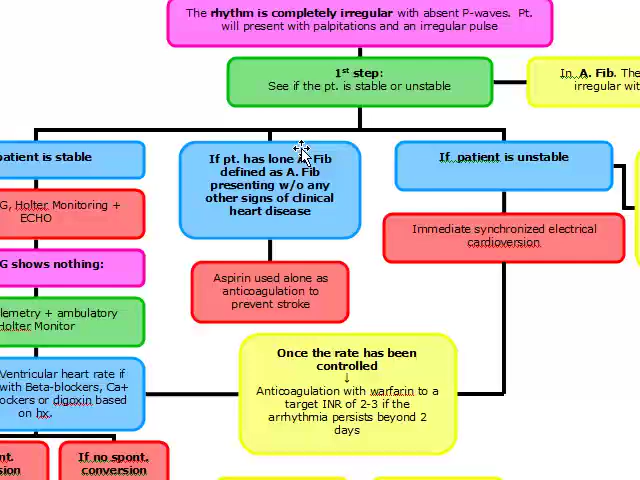 The rhythm is completely irregular with absent P-waves. Pt.
will present with palpitations and an irregular pulse
1st step:
See if the pt. is stable or unstable
In A. Fib. The
irregular wit
patient is stable
If pt. has lone A. Fib
defined as A. Fib
presenting w/o any
other signs of clinical
heart disease
If patient is unstable
G, Holter Monitoring +
ECHO
Immediate synchronized electrical
cardioversion
G shows nothing:
Aspirin used alone as
anticoagulation to
prevent stroke
lemetry + ambulatory
Holter Monitor
Once the rate has been
controlled
↓
Anticoagulation with warfarin to a
target INR of 2-3 if the
arrhythmia persists beyond 2
days
Ventricular heart rate if
with Beta-blockers, Ca+
ockers or digoxin based
on hx.
nt.
sion
If no spont.
conversion